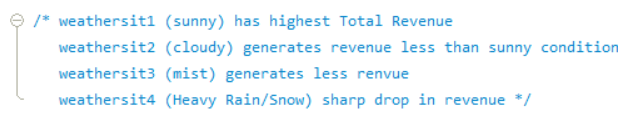 /* weathersit1 (sunny) has highest Total Revenue
weathersit2 (cloudy) generates revenue less than sunny condition
weathersit3 (mist) generates less renvue
weathersit4 (Heavy Rain/Snow) sharp drop in revenue */